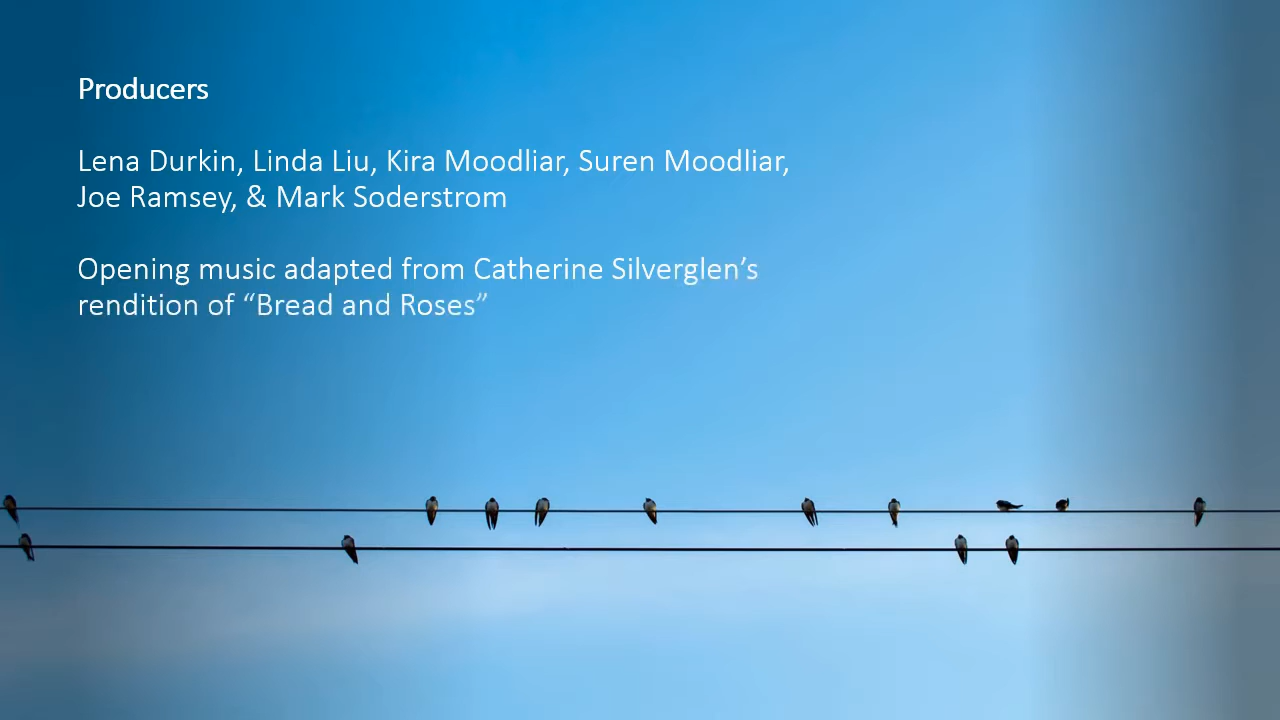 Producers
Lena Durkin, Linda Liu, Kira Moodliar, Suren Moodliar,
Joe Ramsey, & Mark Soderstrom
Opening music adapted from Catherine Silverglen’s
rendition of “Bread and Roses”